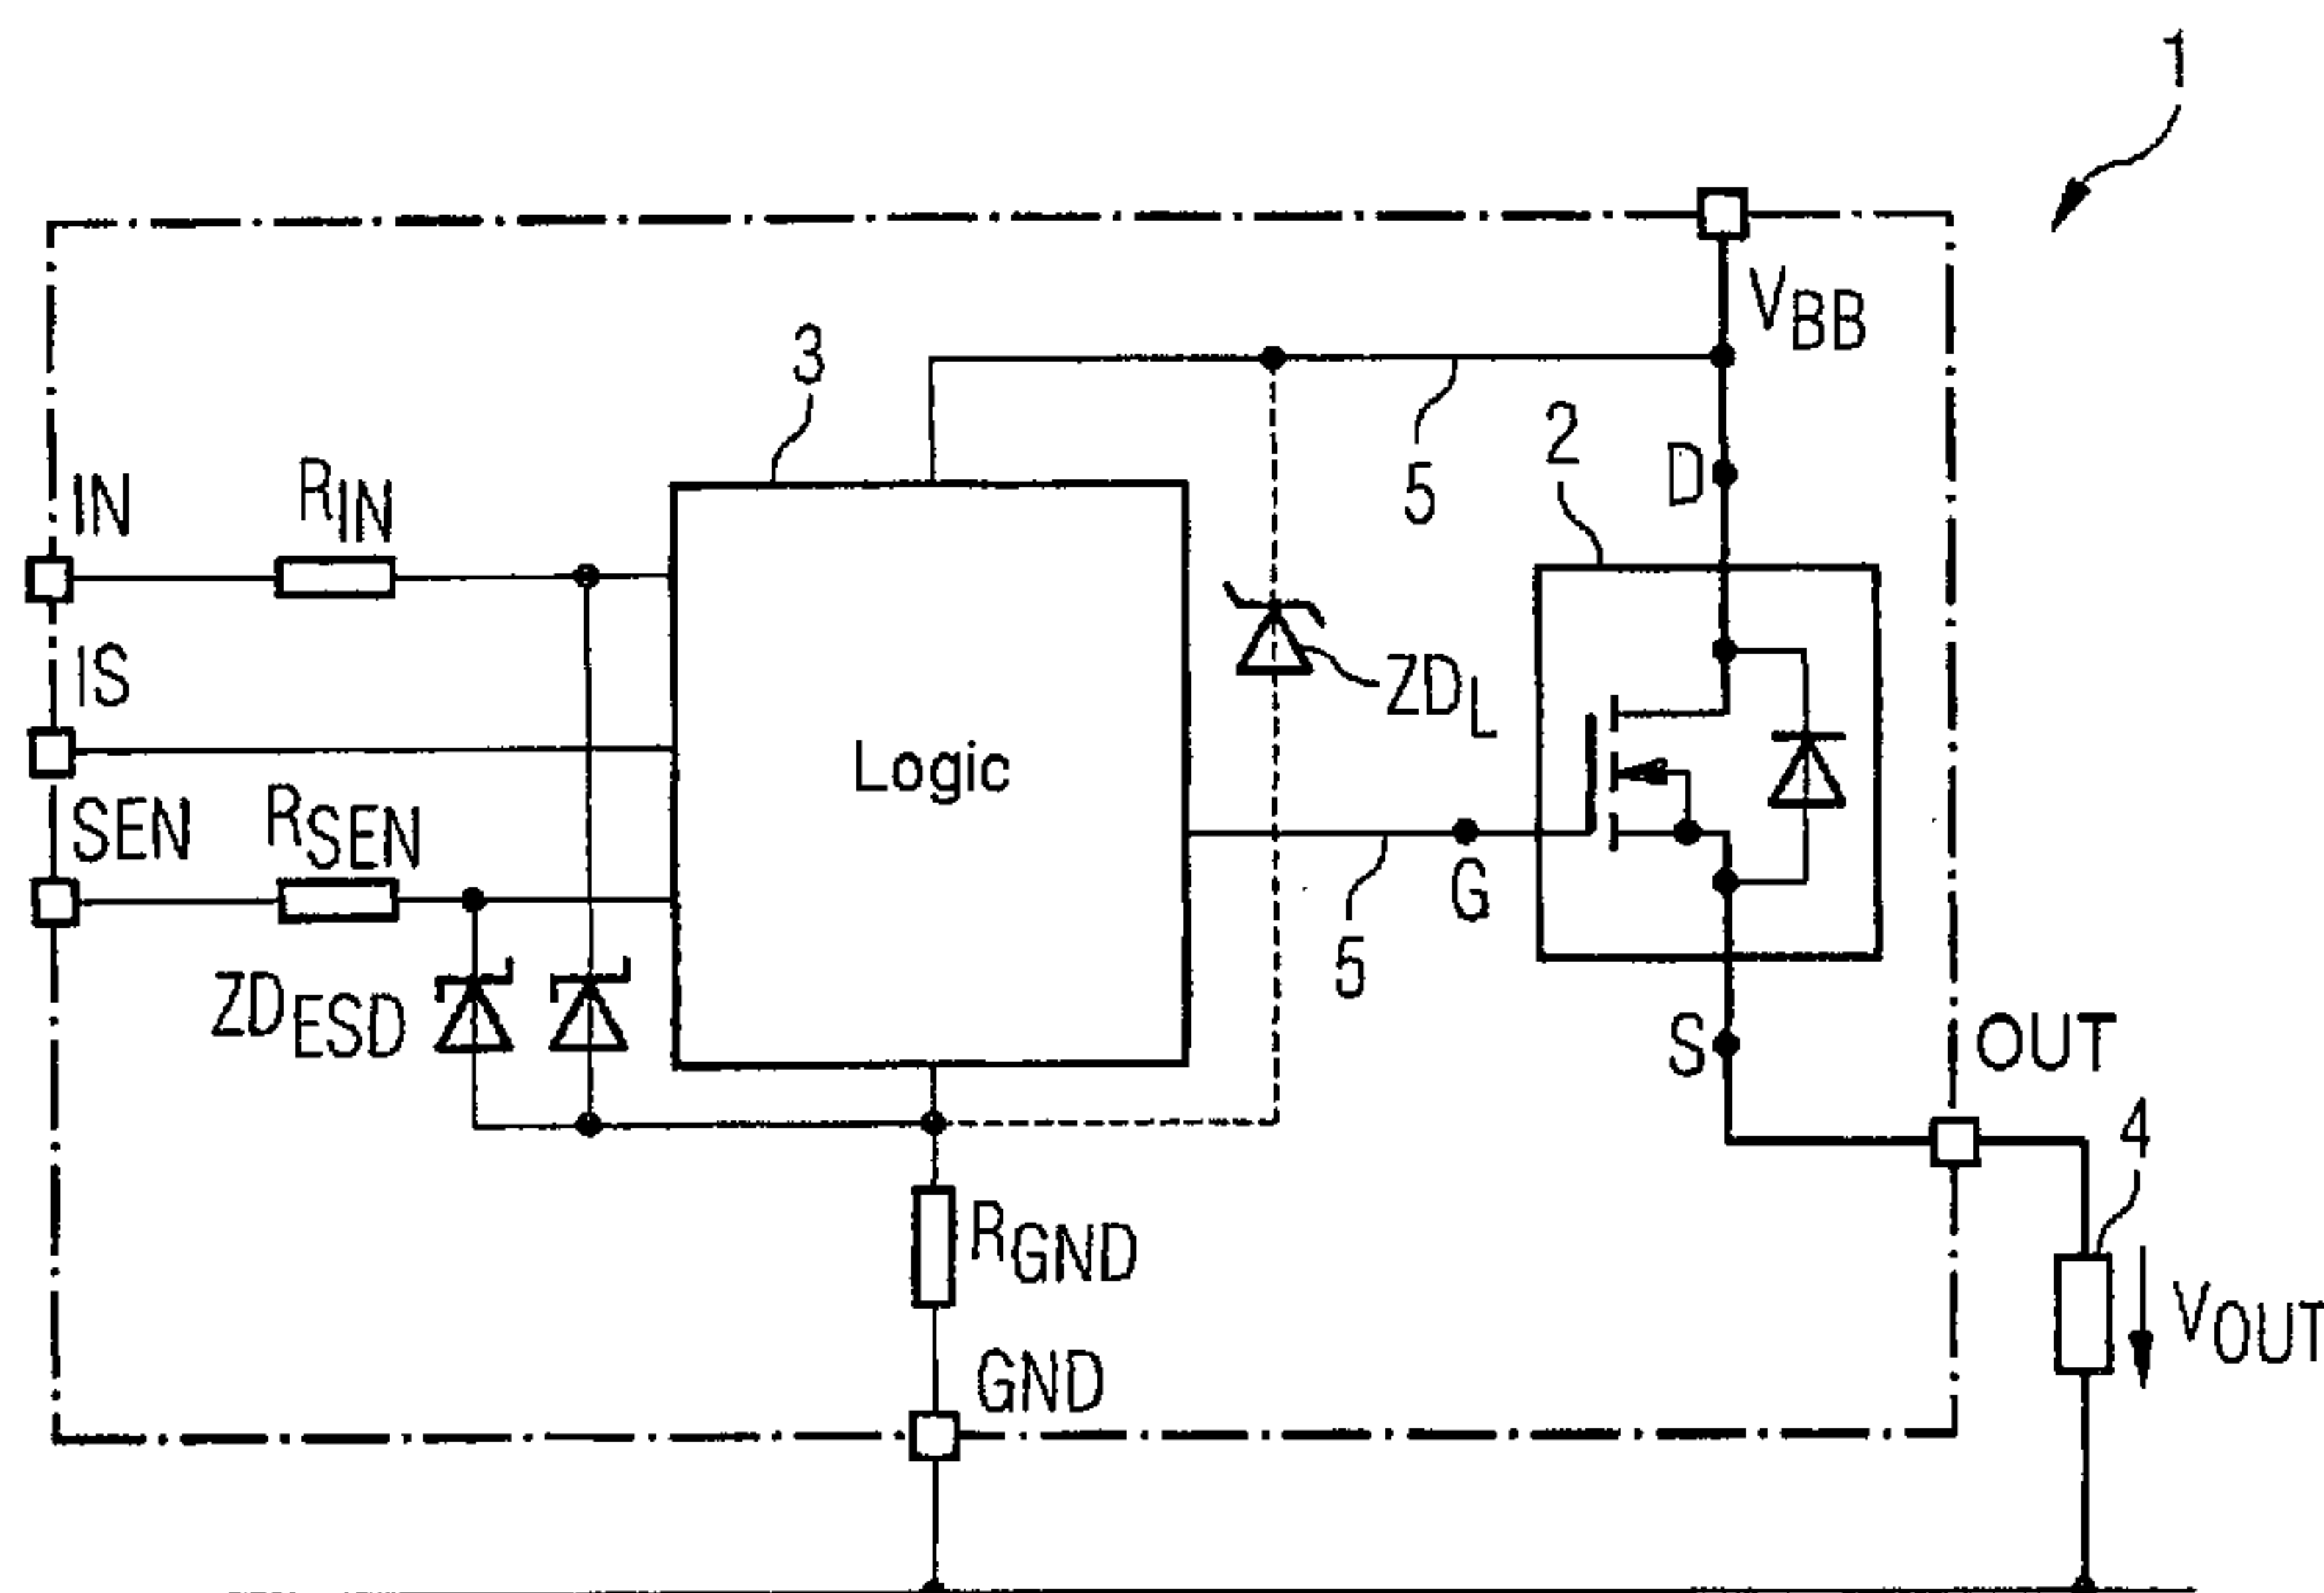 1
VBB
3
2
D
5
IN
RIN
IS
ZDL
Logic
SEN
RSEN
G
5
ZDESD
S
OUT
4
RGND
VOUT
GND